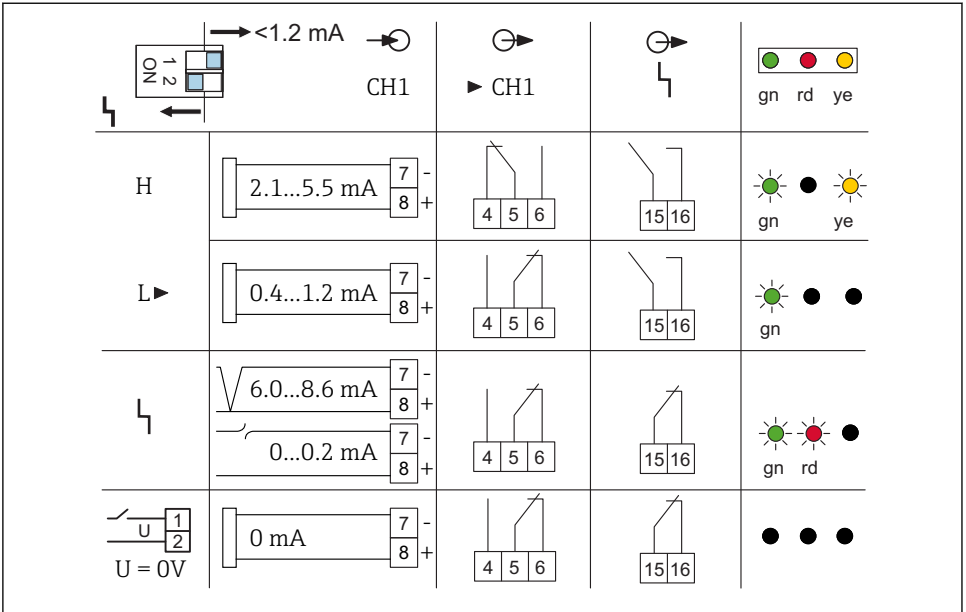 1 2
ON
<1.2 mA
CH1
► CH1
gn rd ye
H
2.1...5.5 mA
7 -
8 +
4 5 6
15 16
gn ye
L►
0.4...1.2 mA
7 -
8 +
4 5 6
15 16
gn
6.0...8.6 mA
7 -
8 +
0...0.2 mA
7 -
8 +
4 5 6
15 16
gn rd
U
1
2
U = 0V
0 mA
7 -
8 +
4 5 6
15 16